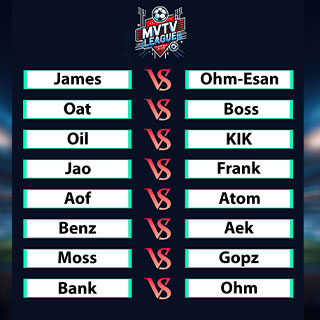 MVTV
LEAGUE
James VS Ohm-Esan
Oat VS Boss
Oil VS KIK
Jao VS Frank
Aof VS Atom
Benz VS Aek
Moss VS Gopz
Bank VS Ohm